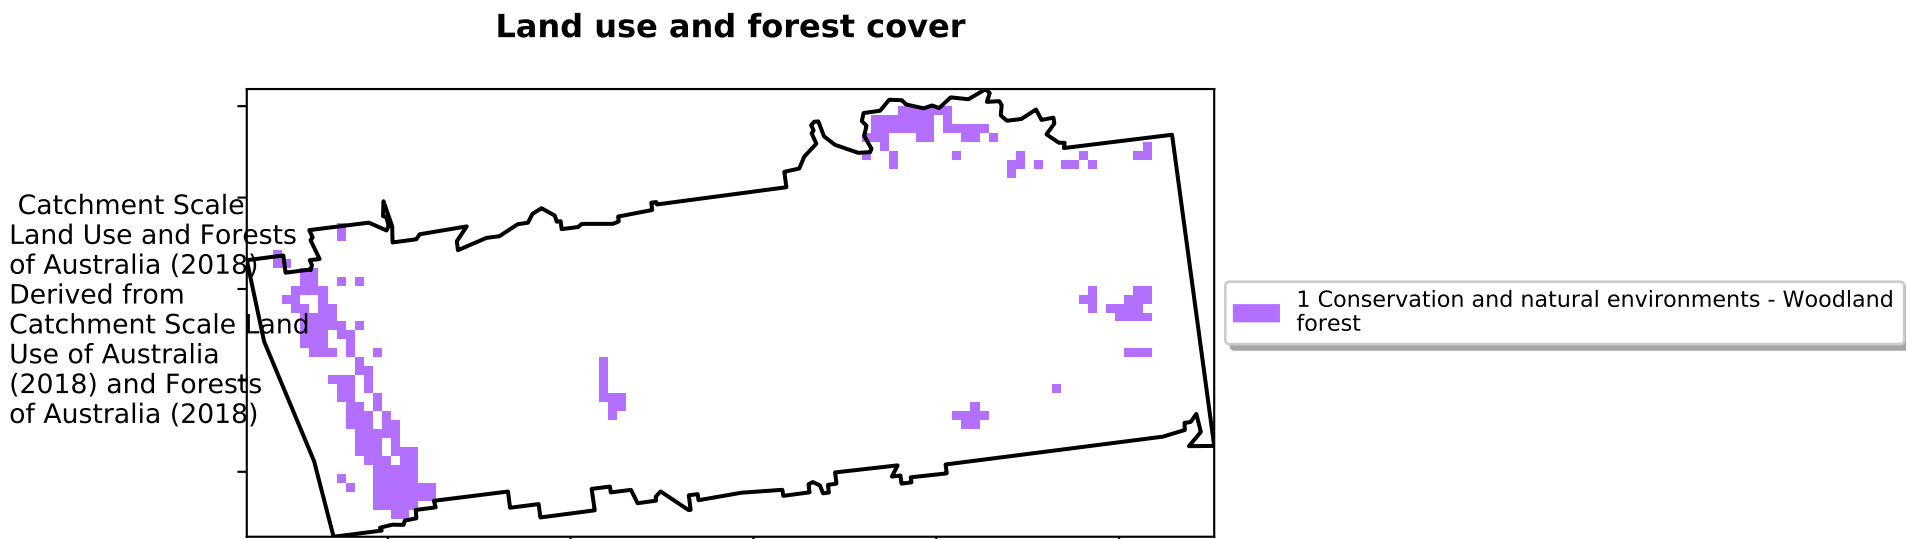 Land use and forest cover
Catchment Scale
Land Use and Forests
of Australia (2018)
Derived from
Catchment Scale Land
Use of Australia
(2018) and Forests
of Australia (2018)
1 Conservation and natural environments - Woodland
forest